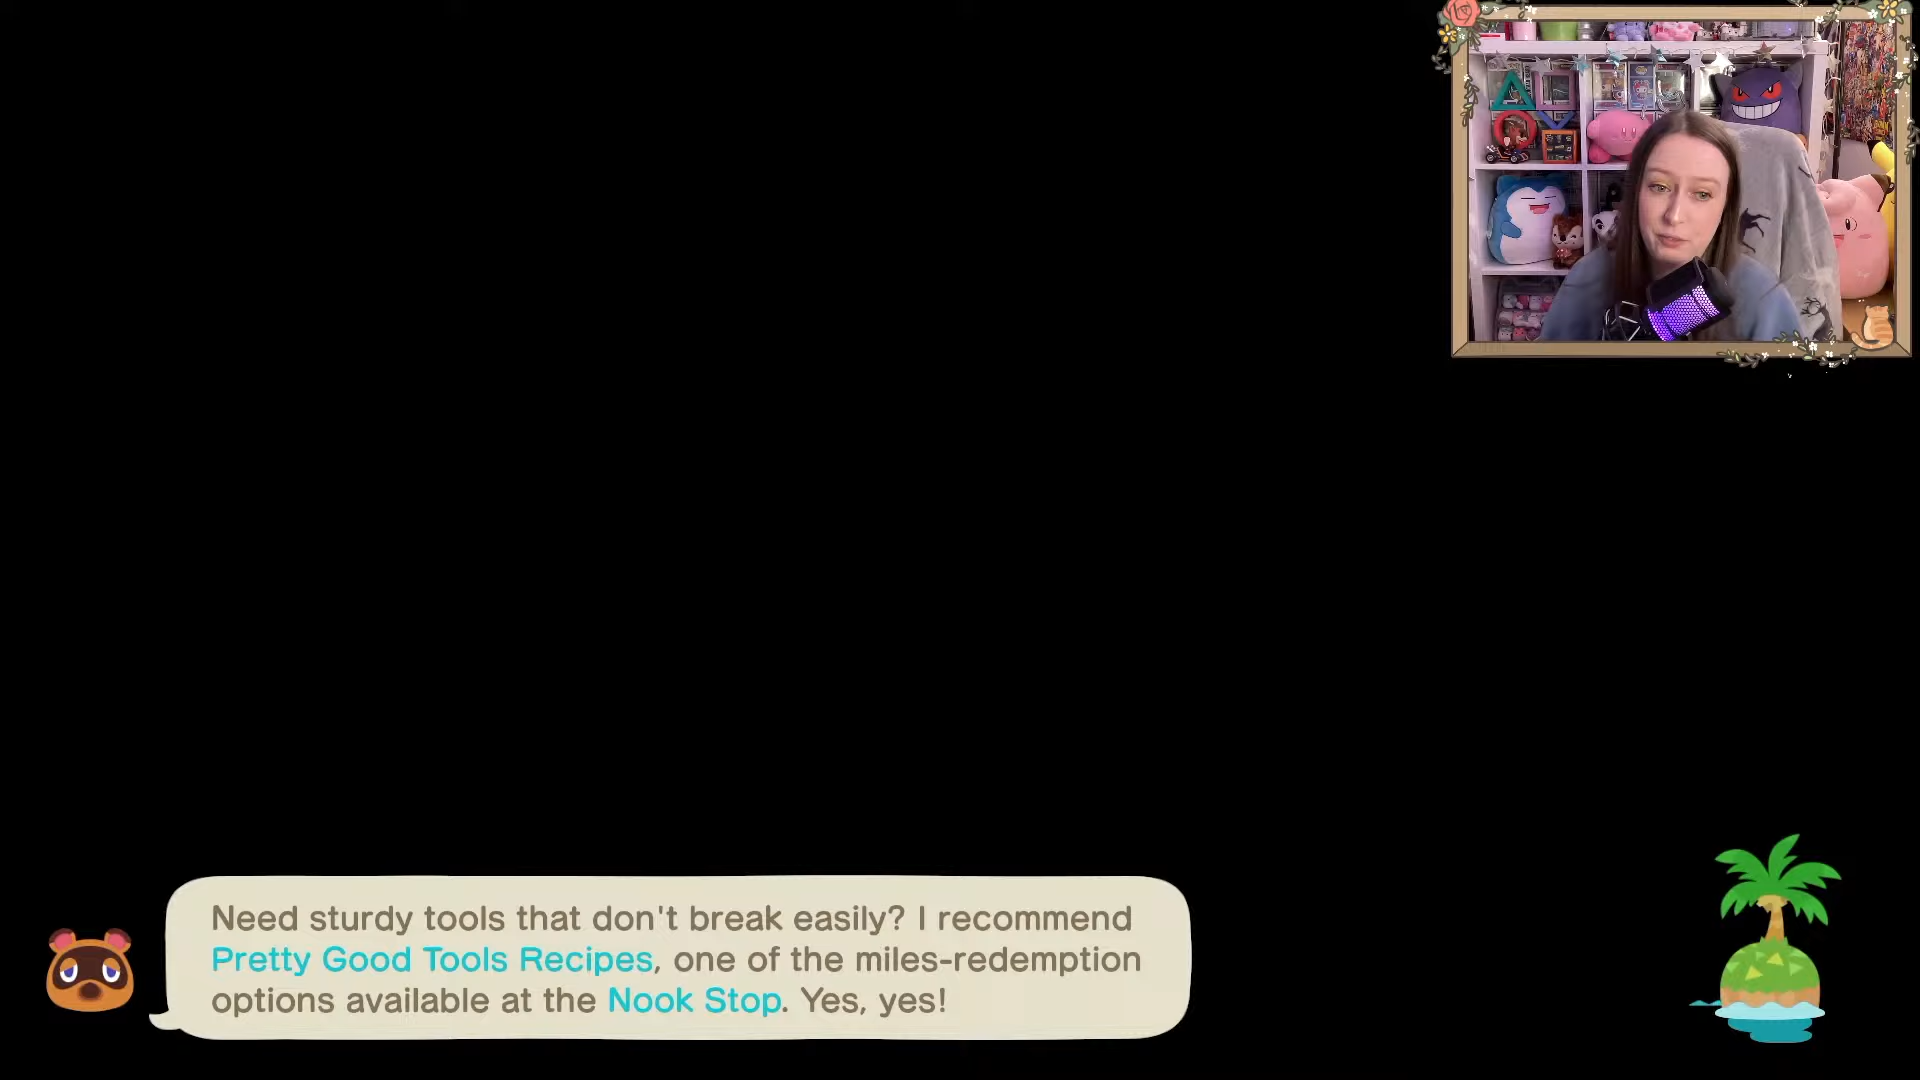 Need sturdy tools that don't break easily? I recommend
Pretty Good Tools Recipes, one of the miles-redemption
options available at the Nook Stop. Yes, yes!